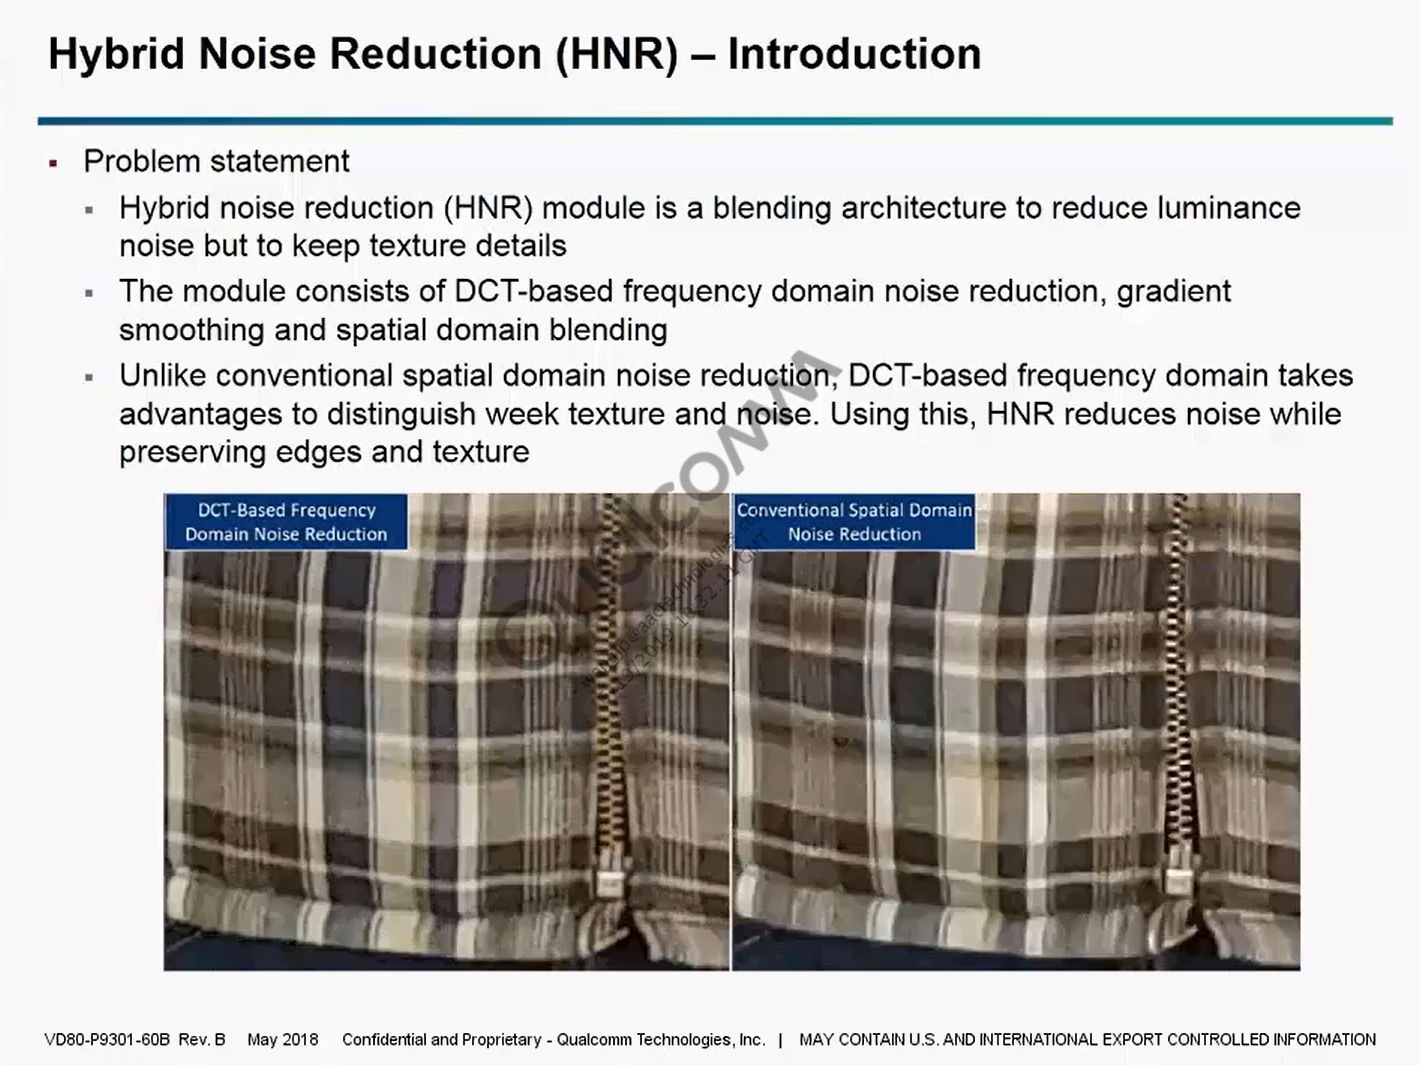 Hybrid Noise Reduction (HNR) – Introduction
Problem statement
Hybrid noise reduction (HNR) module is a blending architecture to reduce luminance
noise but to keep texture details
The module consists of DCT-based frequency domain noise reduction, gradient
smoothing and spatial domain blending
Unlike conventional spatial domain noise reduction, DCT-based frequency domain takes
advantages to distinguish week texture and noise. Using this, HNR reduces noise while
preserving edges and texture
DCT-Based Frequency
Domain Noise Reduction
Conventional Spatial Domain
Noise Reduction
Qualcomm
VD80-P9301-60B Rev. B May 2018 Confidential and Proprietary - Qualcomm Technologies, Inc. | MAY CONTAIN U.S. AND INTERNATIONAL EXPORT CONTROLLED INFORMATION